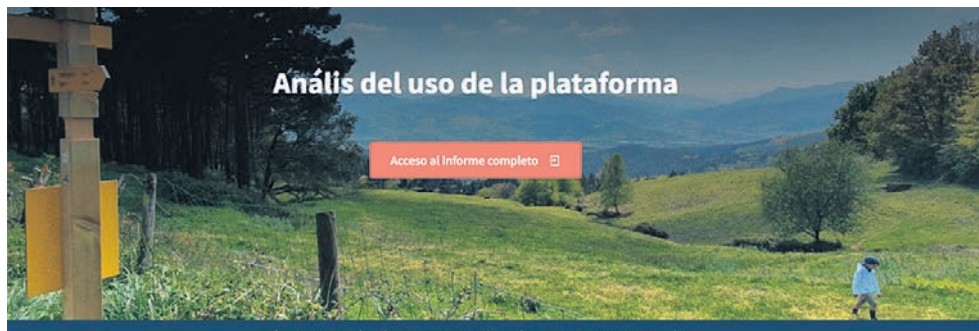 Anális del uso de la plataforma
Acceso al informe completo